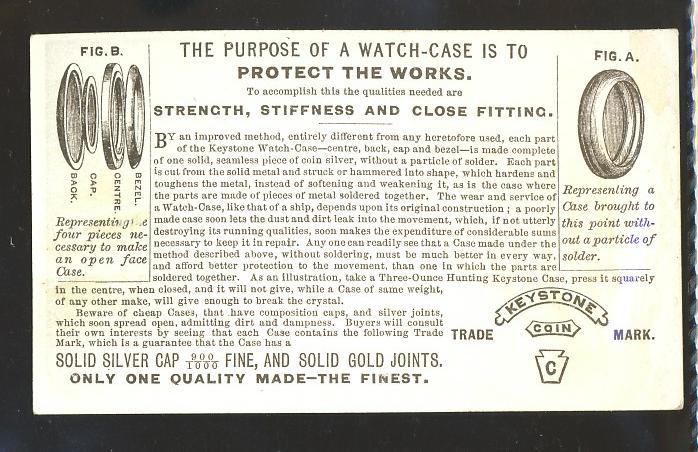 FIG. B.
BACK.
CAP.
CENTRE.
BEZEL.
Representing e
four pieces ne-
cessary to make
an open face
Case.
THE PURPOSE OF A WATCH-CASE IS TO
PROTECT THE WORKS.
To accomplish this the qualities needed are
STRENGTH, STIFFNESS AND CLOSE FITTING.
BY an improved method, entirely different from any heretofore used, each part
of the Keystone Watch-Case—centre, back, cap and bezel—is made complete
of one solid, seamless piece of coin silver, without a particle of solder. Each part
is cut from the solid metal and struck or hammered into shape, which hardens and
toughens the metal, instead of softening and weakening it, as is the case where
the parts are made of pieces of metal soldered together. The wear and service of
a Watch-Case, like that of a ship, depends upon its original construction; a poorly
made case soon lets the dust and dirt leak into the movement, which, if not utterly
destroying its running qualities, soon makes the expenditure of considerable sums
necessary to keep it in repair. Any one can readily see that a Case made under the
method described above, without soldering, must be much better in every way,
and afford better protection to the movement, than one in which the parts are
soldered together. As an illustration, take a Three-Ounce Hunting Keystone Case, press it squarely
in the centre, when closed, and it will not give, while a Case of same weight,
of any other make, will give enough to break the crystal.
Beware of cheap Cases, that have composition caps, and silver joints,
which soon spread open, admitting dirt and dampness. Buyers will consult
their own interests by seeing that each Case contains the following Trade
Mark, which is a guarantee that the Case has a
SOLID SILVER CAP 900/1000 FINE, AND SOLID GOLD JOINTS.
ONLY ONE QUALITY MADE—THE FINEST.
FIG. A.
Representing a
Case brought to
this point with-
out a particle of
solder.
KEYSTONE
TRADE COIN MARK.
C